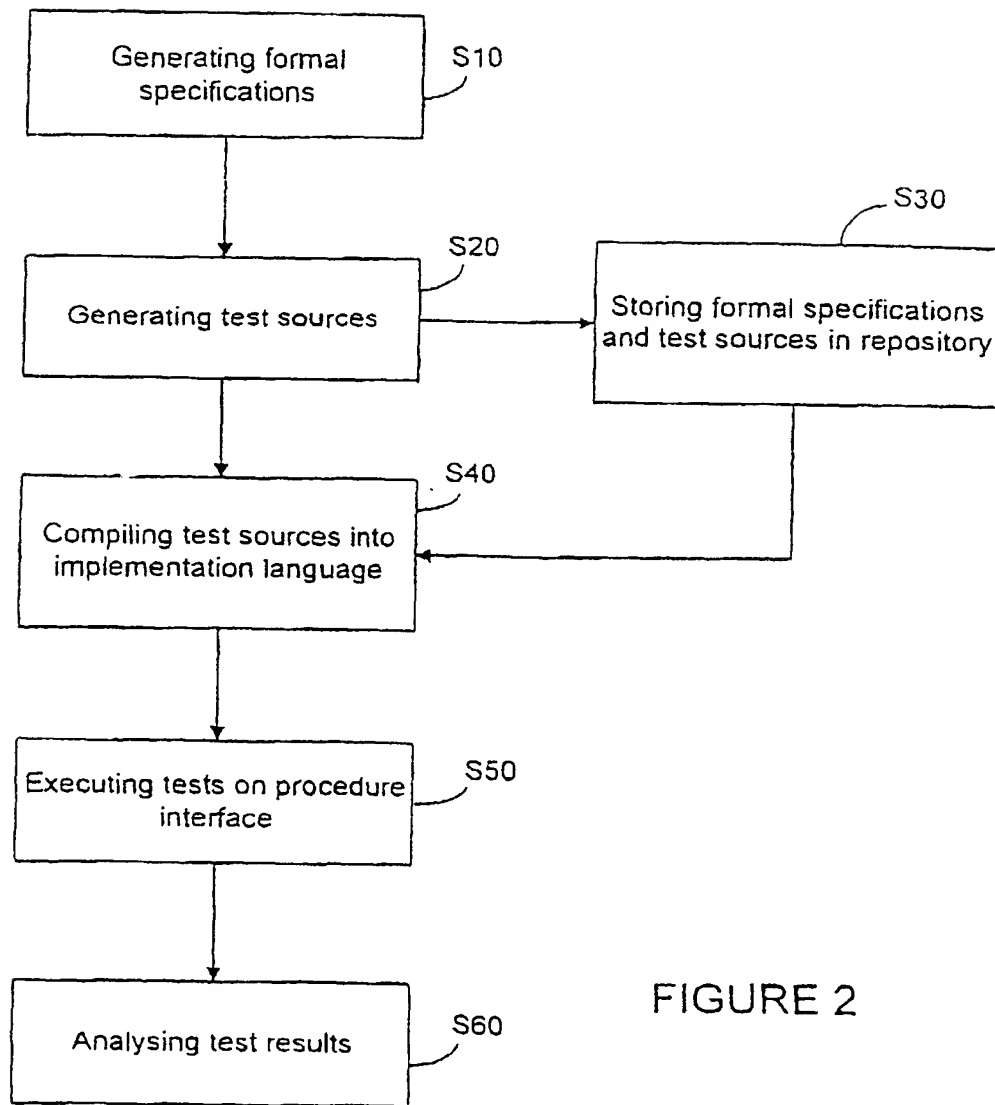 Generating formal
specifications
S10
S30
S20
Generating test sources
Storing formal specifications
and test sources in repository
S40
Compiling test sources into
implementation language
Executing tests on procedure
interface
S50
Analysing test results
S60
FIGURE 2